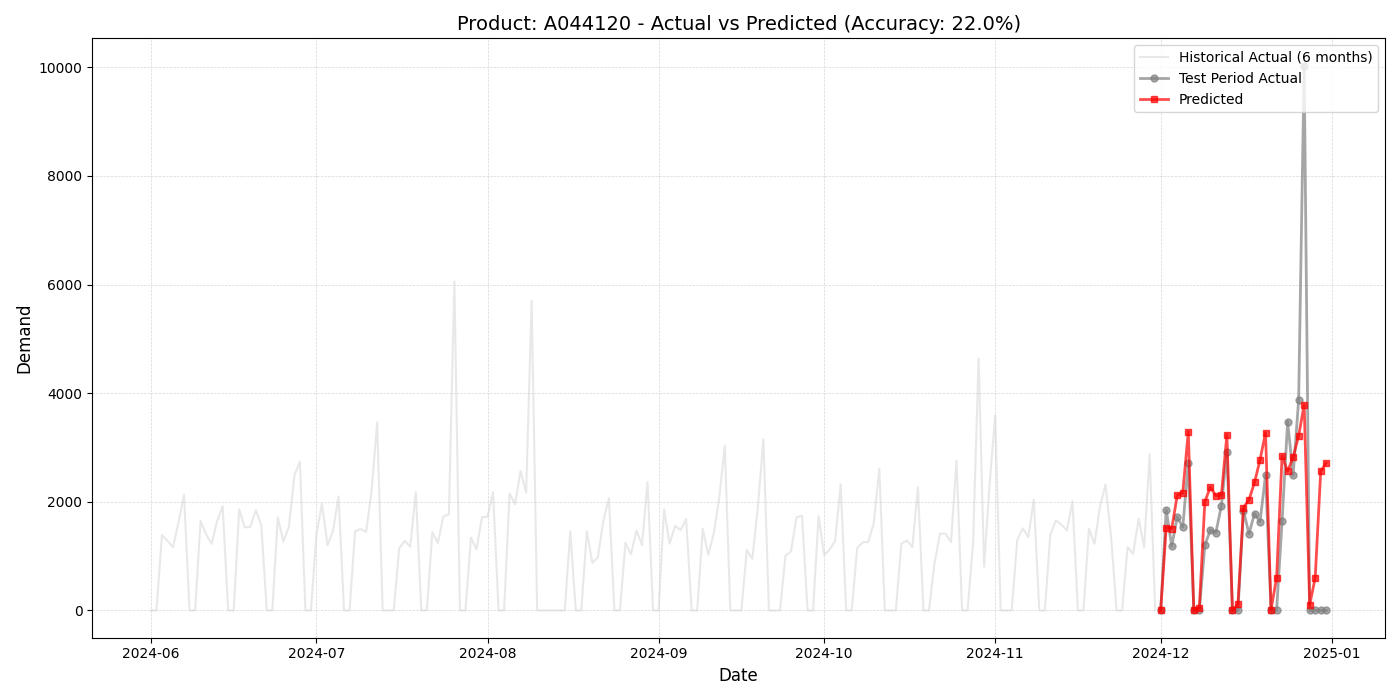 Product: A044120 - Actual vs Predicted (Accuracy: 22.0%)
Historical Actual (6 months)
Test Period Actual
Predicted
Demand
10000
8000
6000
4000
2000
0
2024-06
2024-07
2024-08
2024-09
2024-10
2024-11
2024-12
2025-01
Date